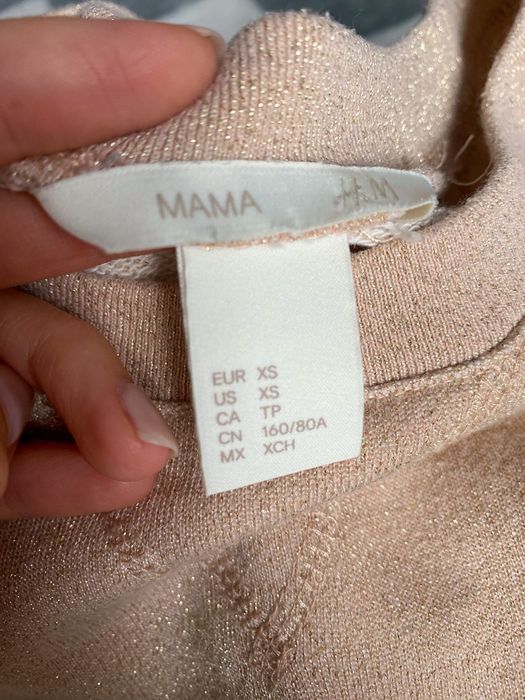 MAMA H&M
EUR XS
US XS
CA TP
CN 160/80A
MX XCH